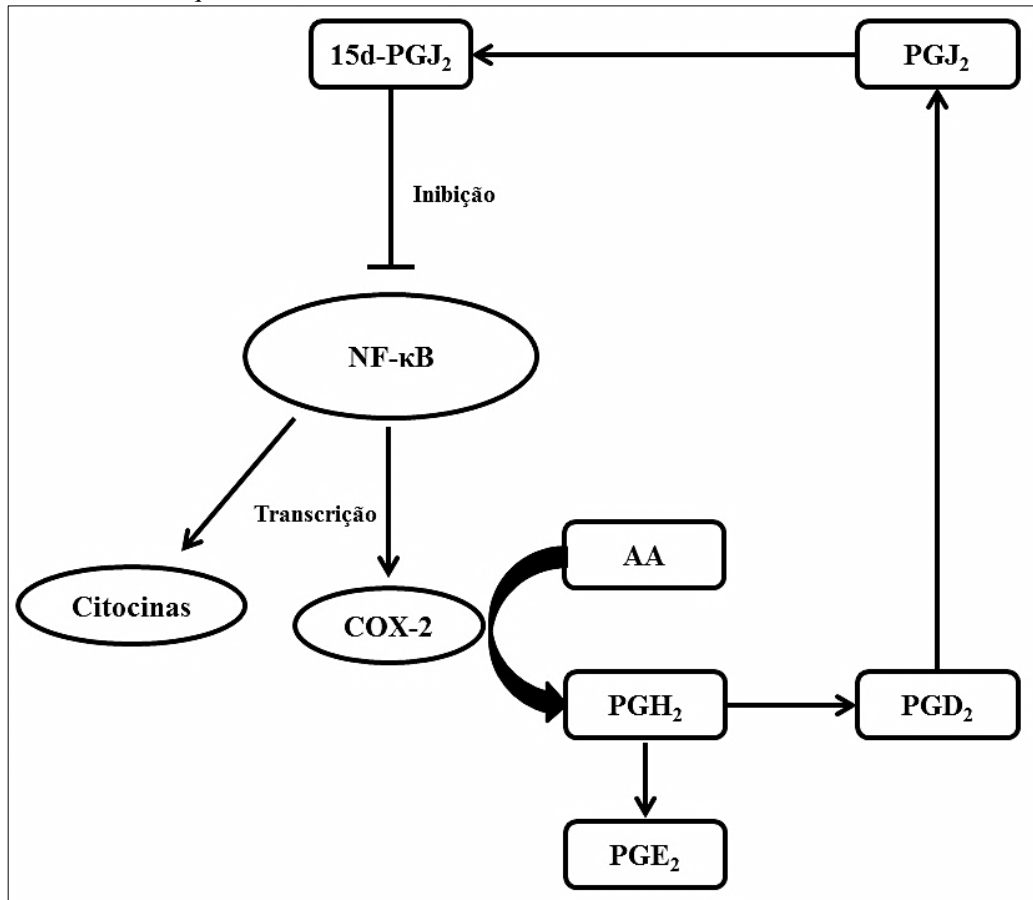 15d-PGJ₂
PGJ₂
Inibição
NF-κB
Transcrição
AA
Citocinas
COX-2
PGH₂
PGD₂
PGE₂